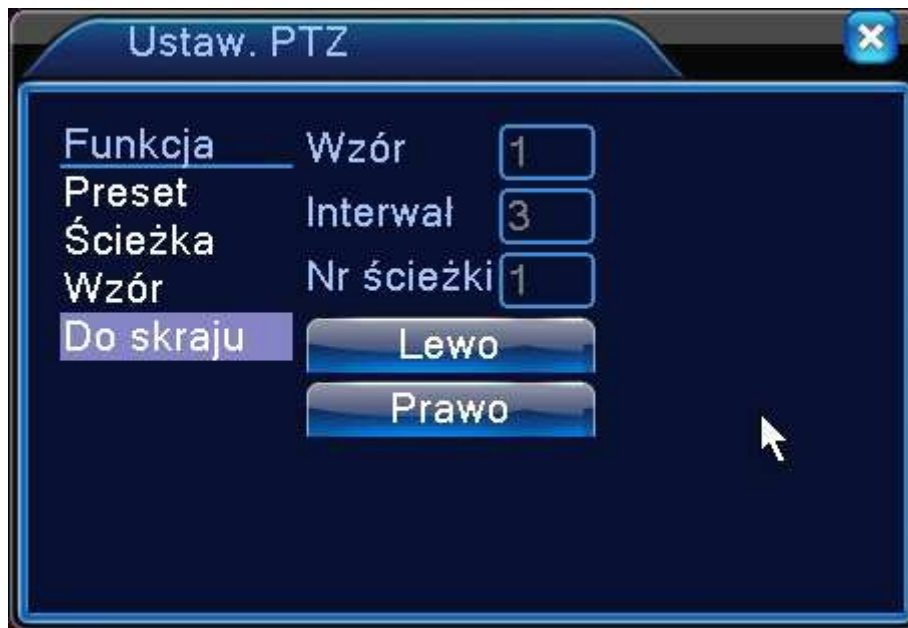 Ustaw. PTZ
Funkcja
Preset
Ścieżka
Wzór
Do skraju
Wzór 1
Interwał 3
Nr ścieżki 1
Lewo
Prawo